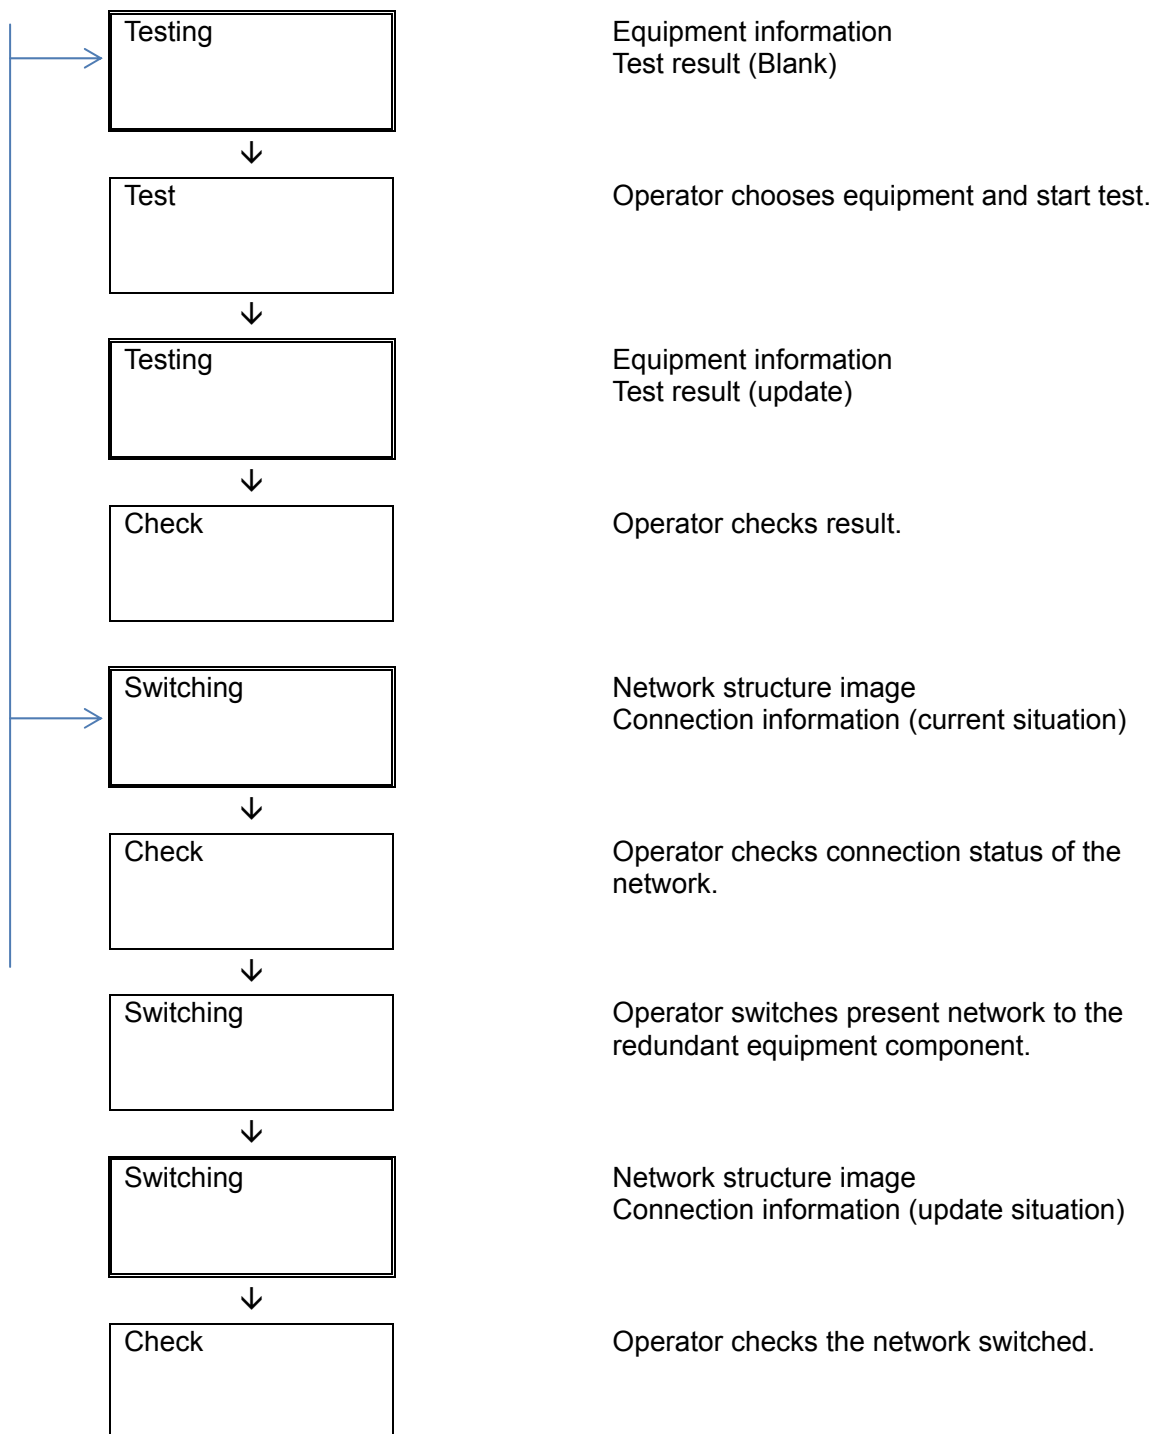 Testing
Equipment information
Test result (Blank)
Test
Operator chooses equipment and start test.
Testing
Equipment information
Test result (update)
Check
Operator checks result.
Switching
Network structure image
Connection information (current situation)
Check
Operator checks connection status of the
network.
Switching
Operator switches present network to the
redundant equipment component.
Switching
Network structure image
Connection information (update situation)
Check
Operator checks the network switched.